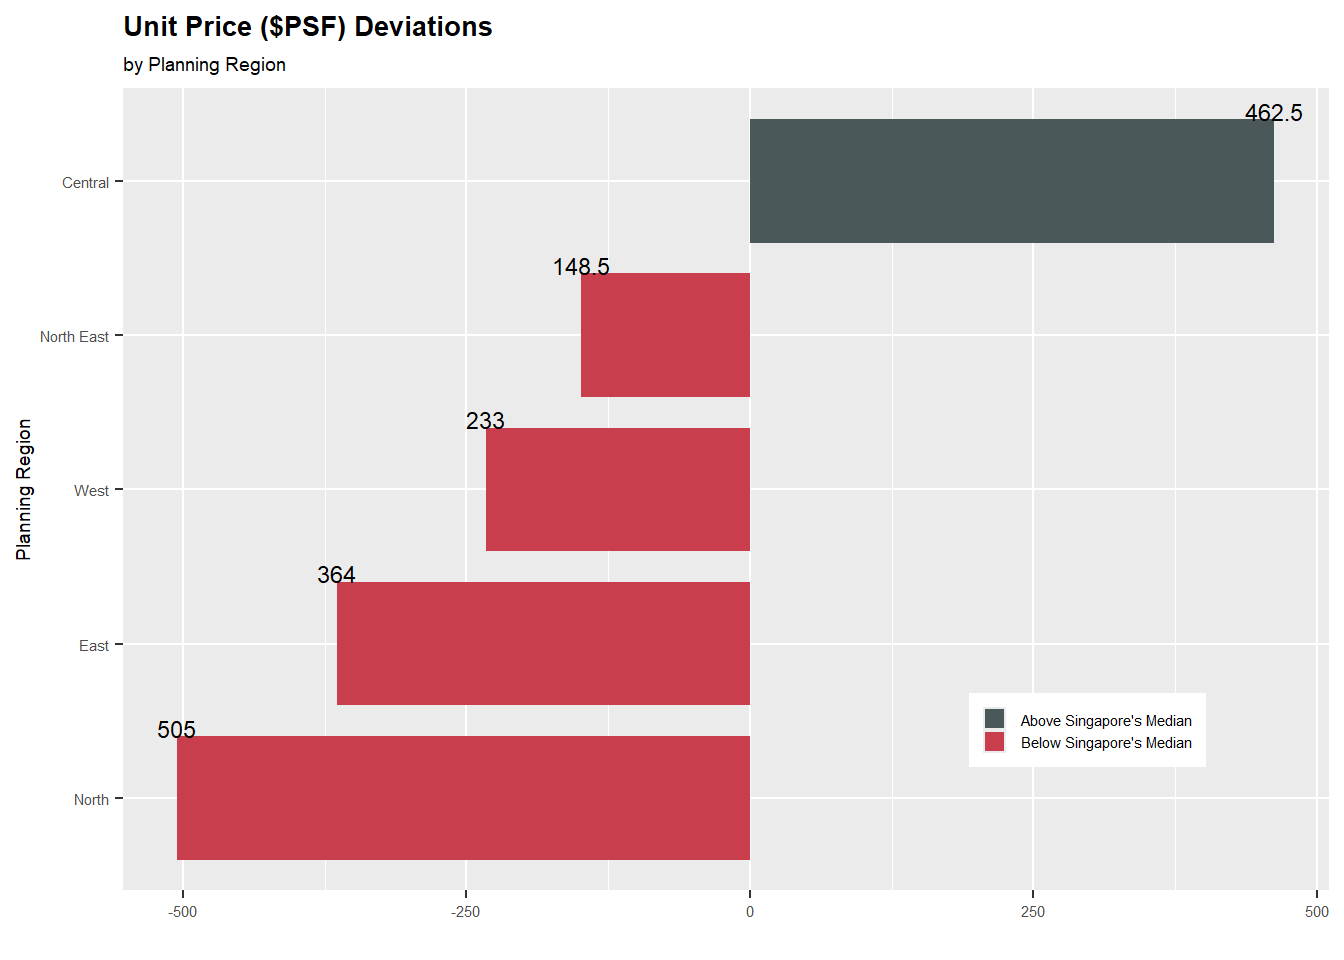 Unit Price ($PSF) Deviations
by Planning Region
Planning Region
Central
North East
West
East
North
462.5
148.5
233
364
505
Above Singapore's Median
Below Singapore's Median
-500
-250
0
250
500